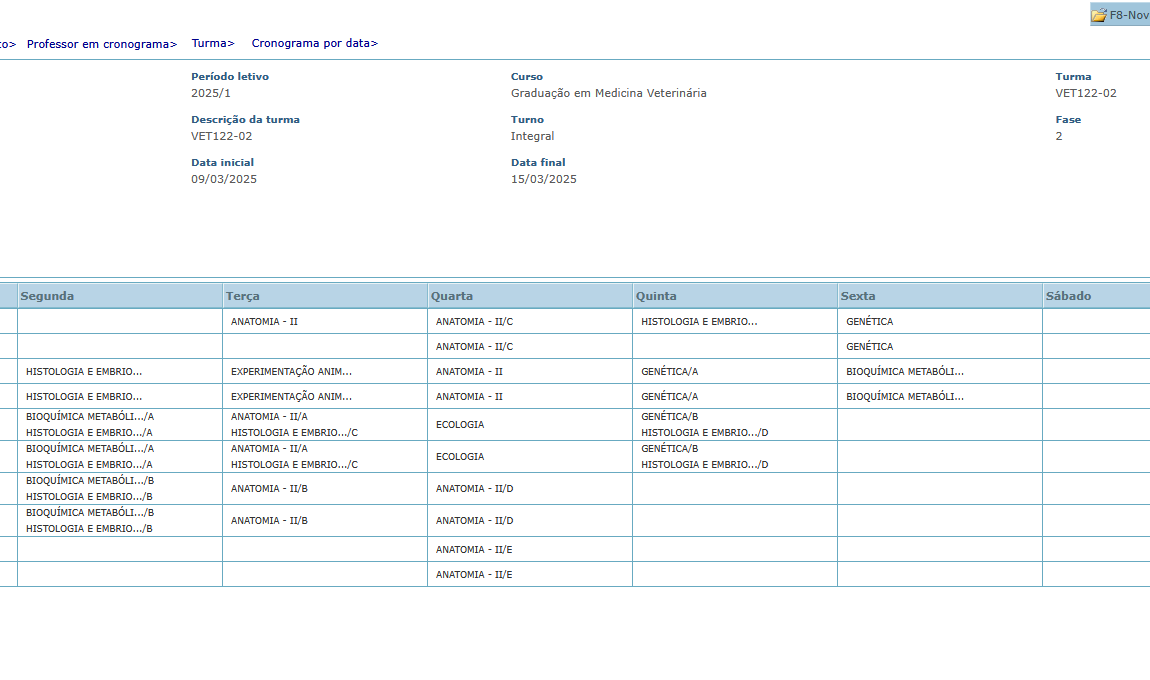 F8-Nov
to> Professor em cronograma> Turma> Cronograma por data>
Período letivo Curso Turma
2025/1 Graduação em Medicina Veterinária VET122-02
Descrição da turma Turno Fase
VET122-02 Integral 2
Data inicial Data final
09/03/2025 15/03/2025
Segunda Terça Quarta Quinta Sexta Sábado
ANATOMIA - II ANATOMIA - II/C HISTOLOGIA E EMBRIO... GENÉTICA
ANATOMIA - II/C GENÉTICA
HISTOLOGIA E EMBRIO... EXPERIMENTAÇÃO ANIM... ANATOMIA - II GENÉTICA/A BIOQUÍMICA METABÓLI...
HISTOLOGIA E EMBRIO... EXPERIMENTAÇÃO ANIM... ANATOMIA - II GENÉTICA/A BIOQUÍMICA METABÓLI...
BIOQUÍMICA METABÓLI.../A ANATOMIA - II/A GENÉTICA/B
ECOLOGIA
HISTOLOGIA E EMBRIO.../A HISTOLOGIA E EMBRIO.../C HISTOLOGIA E EMBRIO.../D
BIOQUÍMICA METABÓLI.../A ANATOMIA - II/A GENÉTICA/B
ECOLOGIA
HISTOLOGIA E EMBRIO.../A HISTOLOGIA E EMBRIO.../C HISTOLOGIA E EMBRIO.../D
BIOQUÍMICA METABÓLI.../B
ANATOMIA - II/B ANATOMIA - II/D
HISTOLOGIA E EMBRIO.../B
BIOQUÍMICA METABÓLI.../B
ANATOMIA - II/B ANATOMIA - II/D
HISTOLOGIA E EMBRIO.../B
ANATOMIA - II/E
ANATOMIA - II/E